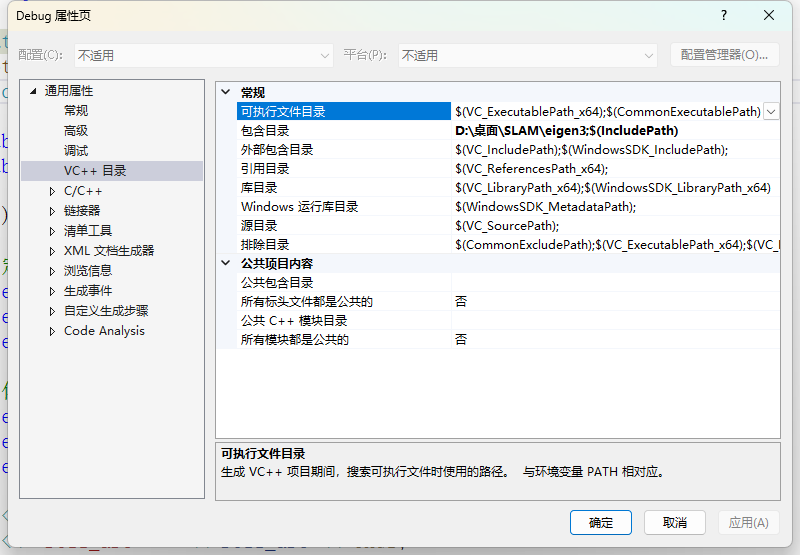 Debug 属性页
配置(C): 不适用 平台(P): 不适用 配置管理器(O)...
通用属性
常规
高级
调试
VC++ 目录
C/C++
链接器
清单工具
XML 文档生成器
浏览信息
生成事件
自定义生成步骤
Code Analysis
常规
可执行文件目录 $(VC_ExecutablePath_x64);$(CommonExecutablePath)
包含目录 D:\桌面\SLAM\eigen3;$(IncludePath)
外部包含目录 $(VC_IncludePath);$(WindowsSDK_IncludePath);
引用目录 $(VC_ReferencesPath_x64);
库目录 $(VC_LibraryPath_x64);$(WindowsSDK_LibraryPath_x64)
Windows 运行库目录 $(WindowsSDK_MetadataPath);
源目录 $(VC_SourcePath);
排除目录 $(CommonExcludePath);$(VC_ExecutablePath_x64);$(VC_
公共项目内容
公共包含目录
所有标头文件都是公共的 否
公共 C++ 模块目录
所有模块都是公共的 否
可执行文件目录
生成 VC++ 项目期间，搜索可执行文件时使用的路径。 与环境变量 PATH 相对应。
确定 取消 应用(A)